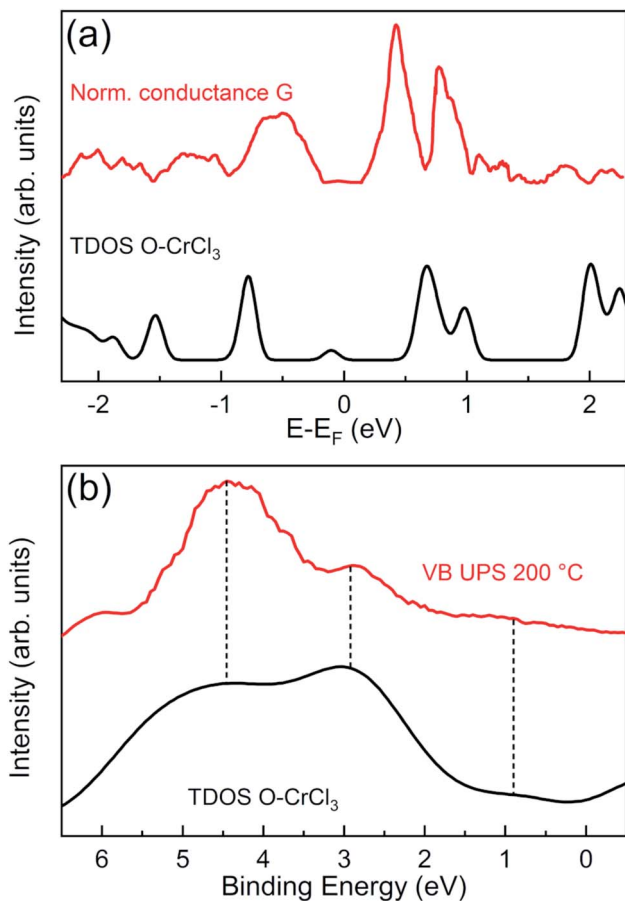 (a)
Norm. conductance G
TDOS O-CrCl₃
Intensity (arb. units)
-2 -1 0 1 2
E-E_F (eV)
(b)
VB UPS 200 °C
TDOS O-CrCl₃
Intensity (arb. units)
6 5 4 3 2 1 0
Binding Energy (eV)